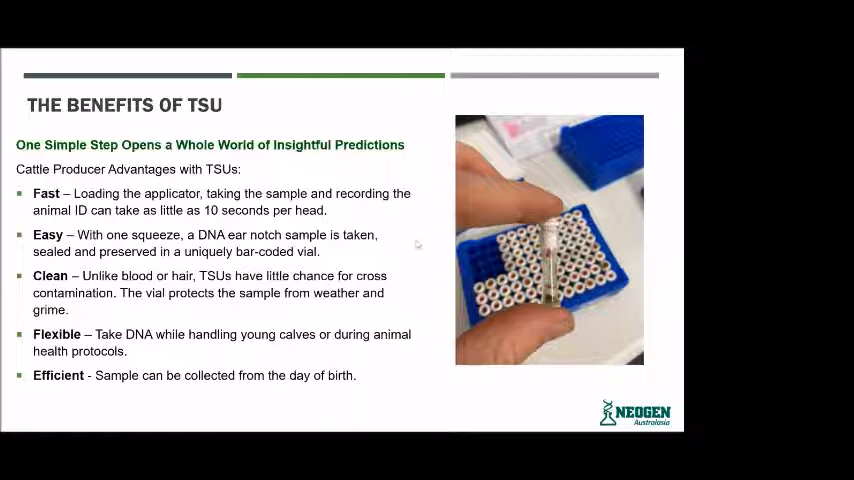 THE BENEFITS OF TSU
One Simple Step Opens a Whole World of Insightful Predictions
Cattle Producer Advantages with TSUs:
Fast – Loading the applicator, taking the sample and recording the
animal ID can take as little as 10 seconds per head.
Easy – With one squeeze, a DNA ear notch sample is taken,
sealed and preserved in a uniquely bar-coded vial.
Clean – Unlike blood or hair, TSUs have little chance for cross
contamination. The vial protects the sample from weather and
grime.
Flexible – Take DNA while handling young calves or during animal
health protocols.
Efficient - Sample can be collected from the day of birth.
NEOGEN
Australasia